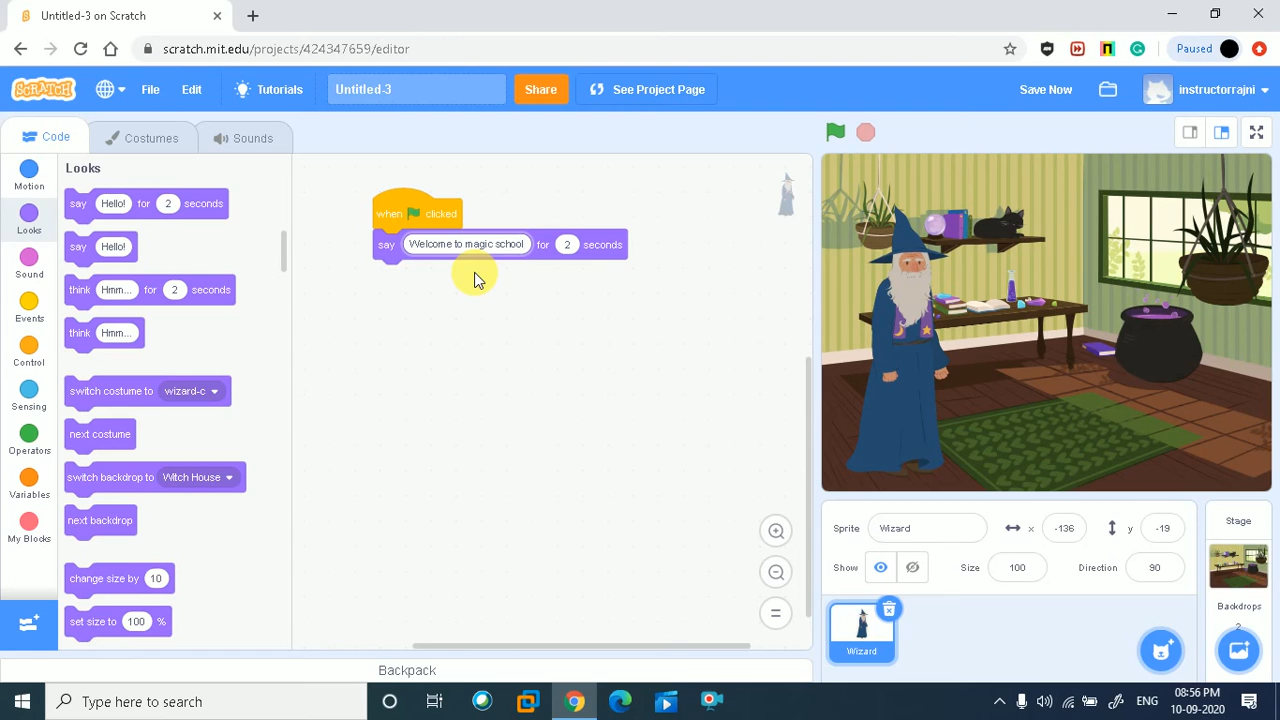 Untitled-3 on Scratch
scratch.mit.edu/projects/424347659/editor
Paused
SCRATCH
File
Edit
Tutorials
Untitled-3
Share
See Project Page
Save Now
instructorrajni
Code
Costumes
Sounds
Motion
Looks
Sound
Events
Control
Sensing
Operators
Variables
My Blocks
Looks
say Hello! for 2 seconds
say Hello!
think Hmm... for 2 seconds
think Hmm...
switch costume to wizard-c
next costume
switch backdrop to Witch House
next backdrop
change size by 10
set size to 100 %
when clicked
say Welcome to magic school for 2 seconds
Backpack
Sprite Wizard x -136 y -19
Show Size 100 Direction 90
Wizard
Stage
Backdrops
2
Type here to search
ENG
08:56 PM
10-09-2020